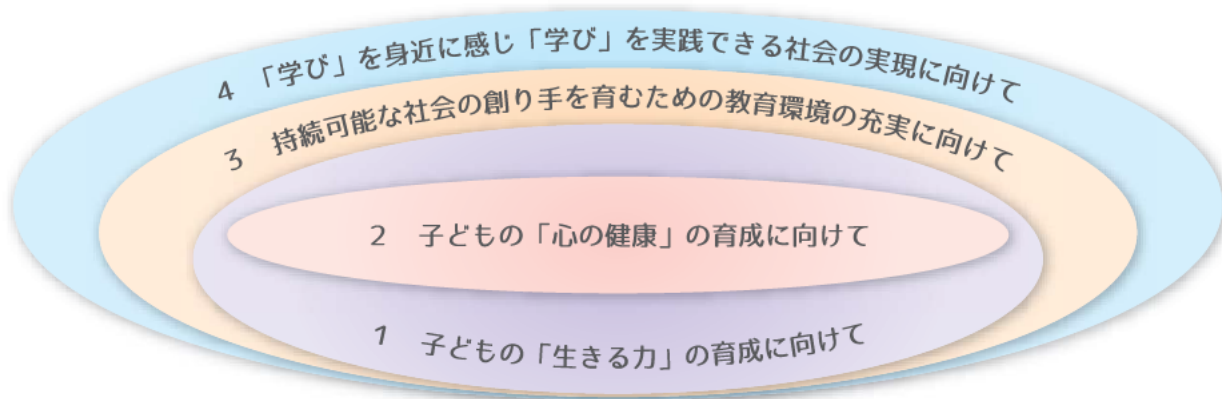 4 「学び」を身近に感じ「学び」を実践できる社会の実現に向けて
3 持続可能な社会の創り手を育むための教育環境の充実に向けて
2 子どもの「心の健康」の育成に向けて
1 子どもの「生きる力」の育成に向けて